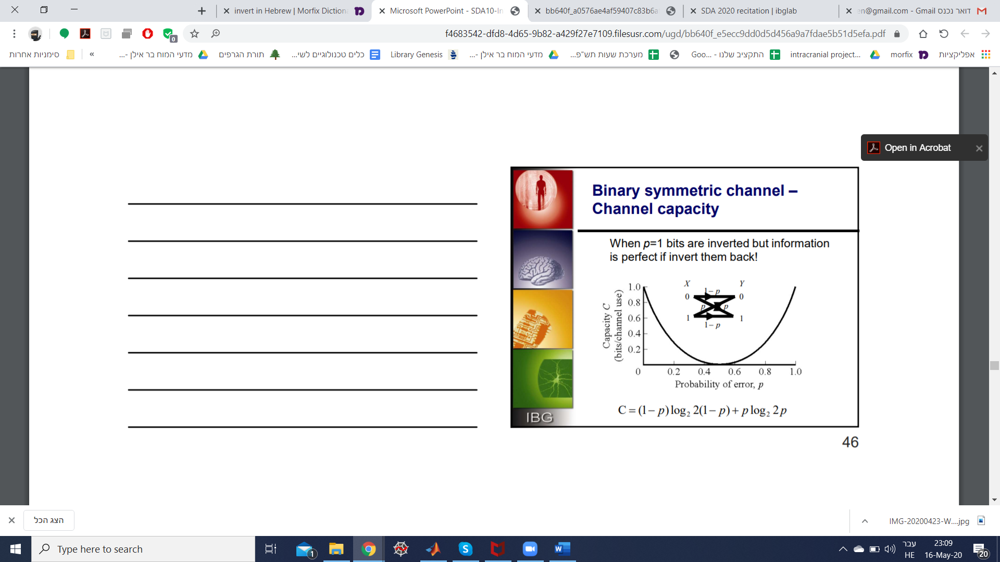 invert in Hebrew | Morfix Diction
Microsoft PowerPoint - SDA10-In
bb640f_a0576ae4af59407c83b6a
SDA 2020 recitation | ibglab
דואר נכנס - en@gmail.com - Gmail
f4683542-dfd8-4d65-9b82-a429f27e7109.filesusr.com/ugd/bb640f_e5ecc9dd0d5d456a9a7fdae5b51d5efa.pdf
0
אפליקציות
morfix
intracranial project...
התקציב שלנו - Goo...
מערכת שעות תש"פ...
מדעי המוח בר אילן -...
Library Genesis
כלים טכנולוגיים לשי...
תורת הגרפים
מדעי המוח בר אילן -...
«
סימניות אחרות
Open in Acrobat
Binary symmetric channel –
Channel capacity
When p=1 bits are inverted but information
is perfect if invert them back!
Capacity C
(bits/channel use)
1.0
0.8
0.6
0.4
0.2
X Y
1– p
0 0
p p
1 1
1– p
0 0.2 0.4 0.6 0.8 1.0
Probability of error, p
C = (1– p) log₂ 2(1– p) + p log₂ 2p
IBG
46
הצג הכל
IMG-20200423-W....jpg
Type here to search
1
עבר
HE
23:09
16-May-20
20